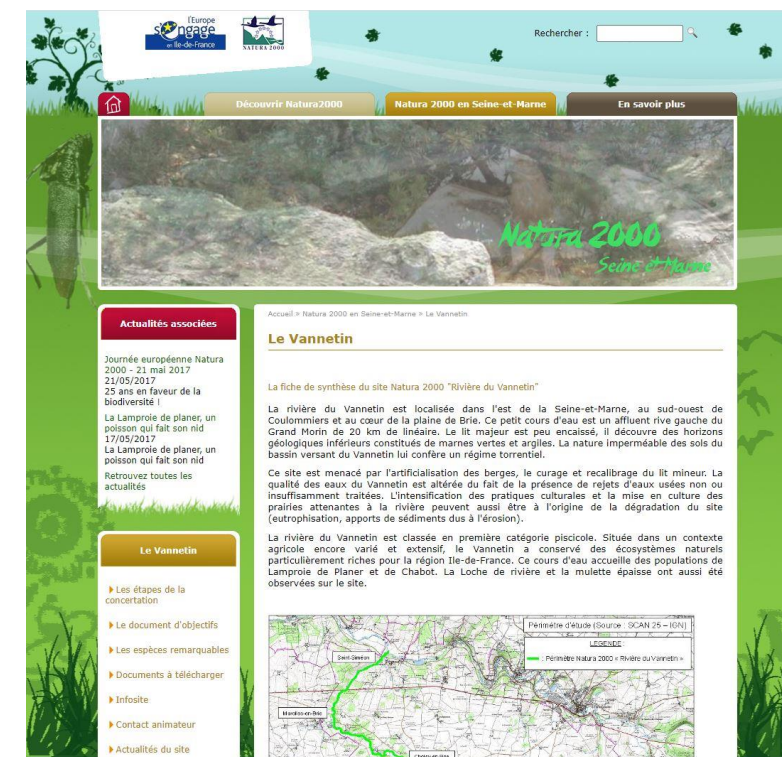 l'Europe
s'engage
en Ile-de-France
NATURA 2000
Rechercher :
Découvrir Natura2000
Natura 2000 en Seine-et-Marne
En savoir plus
Natura 2000
Seine et Marne
Actualités associées
Journée européenne Natura
2000 - 21 mai 2017
21/05/2017
25 ans en faveur de la
biodiversité !
La Lamproie de planer, un
poisson qui fait son nid
17/05/2017
La Lamproie de planer, un
poisson qui fait son nid
Retrouvez toutes les
actualités
Le Vannetin
Les étapes de la
concertation
Le document d'objectifs
Les espèces remarquables
Documents à télécharger
Infosite
Contact animateur
Actualités du site
Accueil » Natura 2000 en Seine-et-Marne » Le Vannetin
Le Vannetin
La fiche de synthèse du site Natura 2000 "Rivière du Vannetin"
La rivière du Vannetin est localisée dans l'est de la Seine-et-Marne, au sud-ouest de
Coulommiers et au cœur de la plaine de Brie. Ce petit cours d'eau est un affluent rive gauche du
Grand Morin de 20 km de linéaire. Le lit majeur est peu encaissé, il découvre des horizons
géologiques inférieurs constitués de marnes vertes et argiles. La nature imperméable des sols du
bassin versant du Vannetin lui confère un régime torrentiel.
Ce site est menacé par l'artificialisation des berges, le curage et recalibrage du lit mineur. La
qualité des eaux du Vannetin est altérée du fait de la présence de rejets d'eaux usées non ou
insuffisamment traitées. L'intensification des pratiques culturales et la mise en culture des
prairies attenantes à la rivière peuvent aussi être à l'origine de la dégradation du site
(eutrophisation, apports de sédiments dus à l'érosion).
La rivière du Vannetin est classée en première catégorie piscicole. Située dans un contexte
agricole encore varié et extensif, le Vannetin a conservé des écosystèmes naturels
particulièrement riches pour la région Ile-de-France. Ce cours d'eau accueille des populations de
Lamproie de Planer et de Chabot. La Loche de rivière et la mulette épaisse ont aussi été
observées sur le site.
Périmètre d'étude (Source : SCAN 25 – IGN)
LEGENDE :
: Périmètre Natura 2000 « Rivière du Vannetin »
Saint-Siméon
Marolles-en-Brie